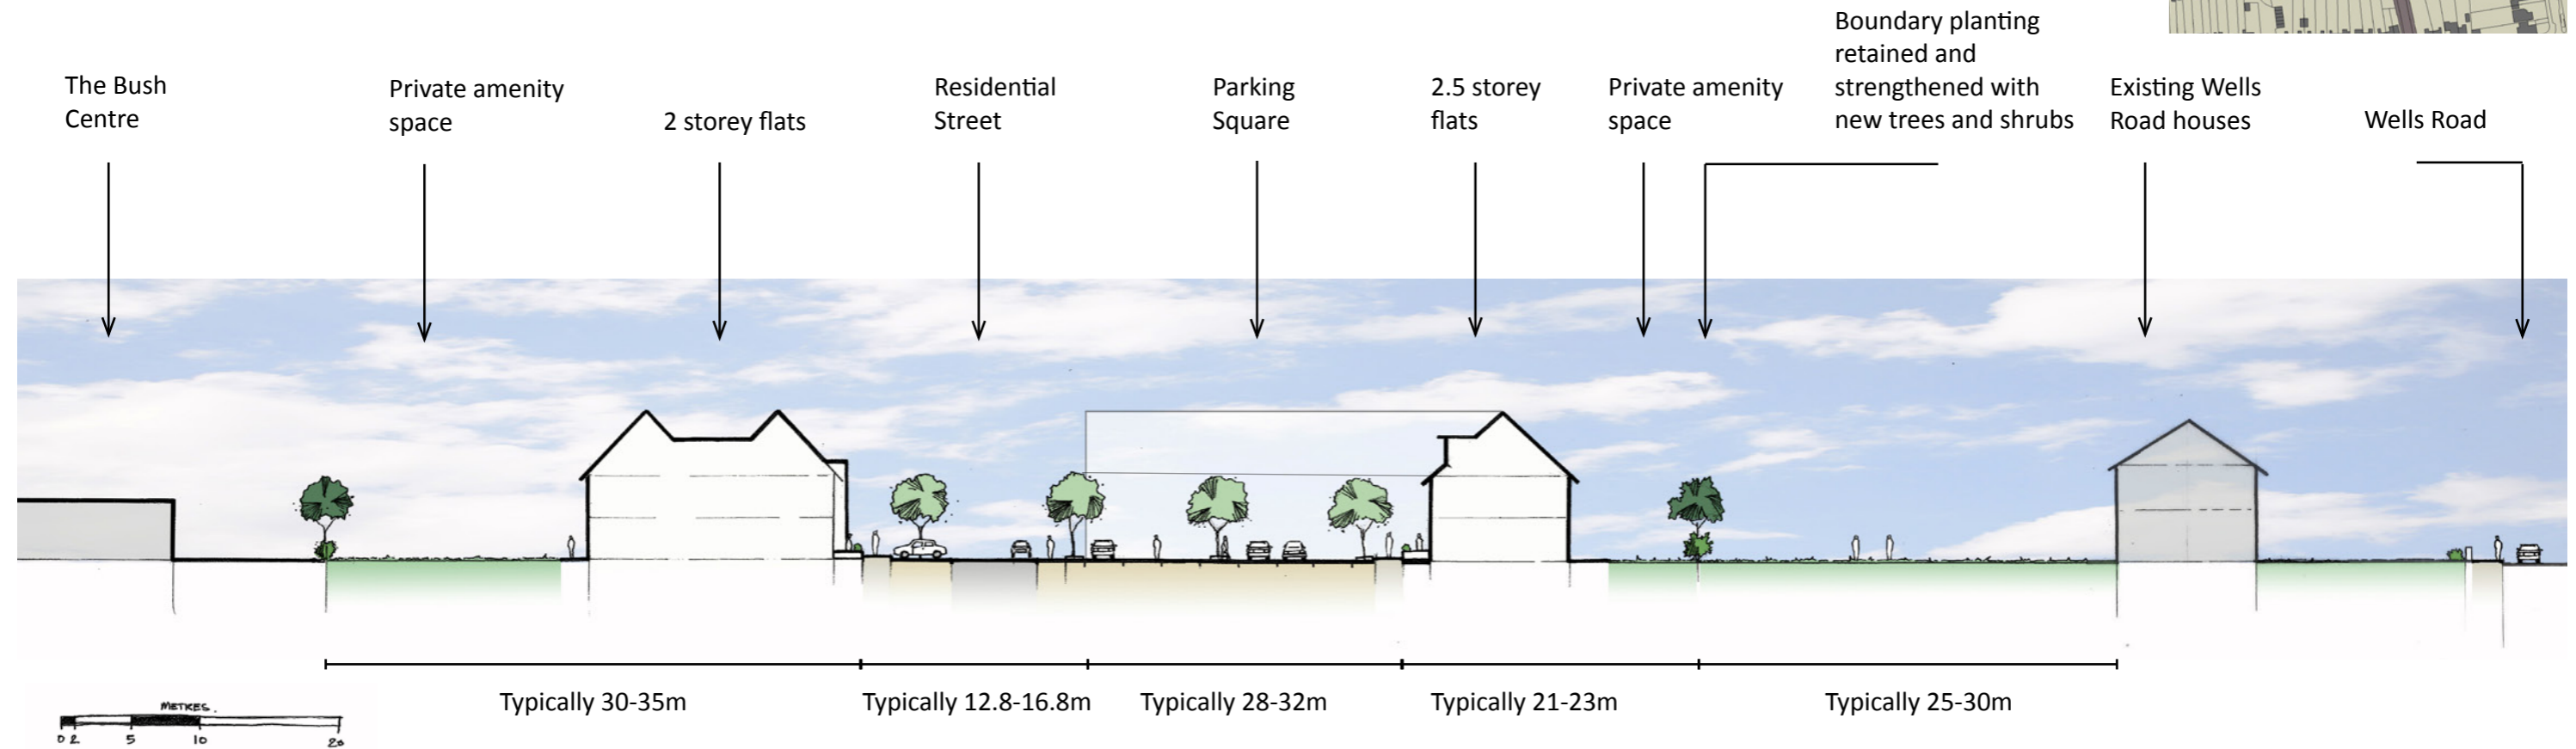 The Bush
Centre
Private amenity
space
2 storey flats
Residential
Street
Parking
Square
2.5 storey
flats
Private amenity
space
Boundary planting
retained and
strengthened with
new trees and shrubs
Existing Wells
Road houses
Wells Road
Typically 30-35m
Typically 12.8-16.8m
Typically 28-32m
Typically 21-23m
Typically 25-30m
METRES.
0 2 5 10 20